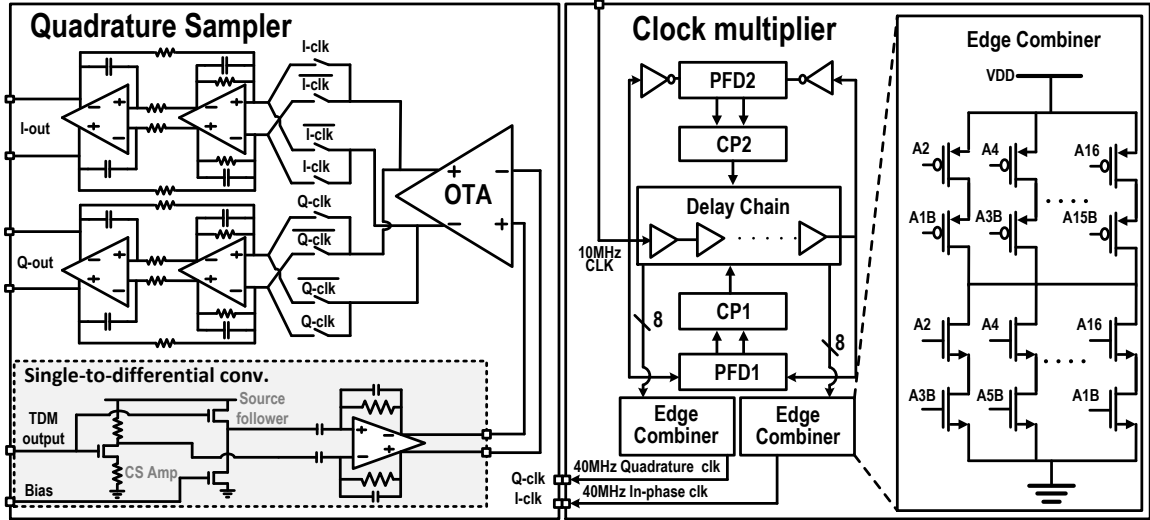 Quadrature Sampler
I-clk
I-clk
I-clk
I-clk
I-out
Q-clk
Q-clk
Q-clk
Q-clk
Q-out
OTA
+
−
−
+
+
−
+
−
+
−
+
−
+
−
+
−
+
−
+
−
Single-to-differential conv.
Source
follower
TDM
output
CS Amp
Bias
+
−
−
+
Clock multiplier
PFD2
CP2
Delay Chain
10MHz
CLK
CP1
8
8
PFD1
Edge
Combiner
Edge
Combiner
Q-clk
40MHz Quadrature clk
I-clk
40MHz In-phase clk
Edge Combiner
VDD
A2
A4
A16
A1B
A3B
A15B
A2
A4
A16
A3B
A5B
A1B